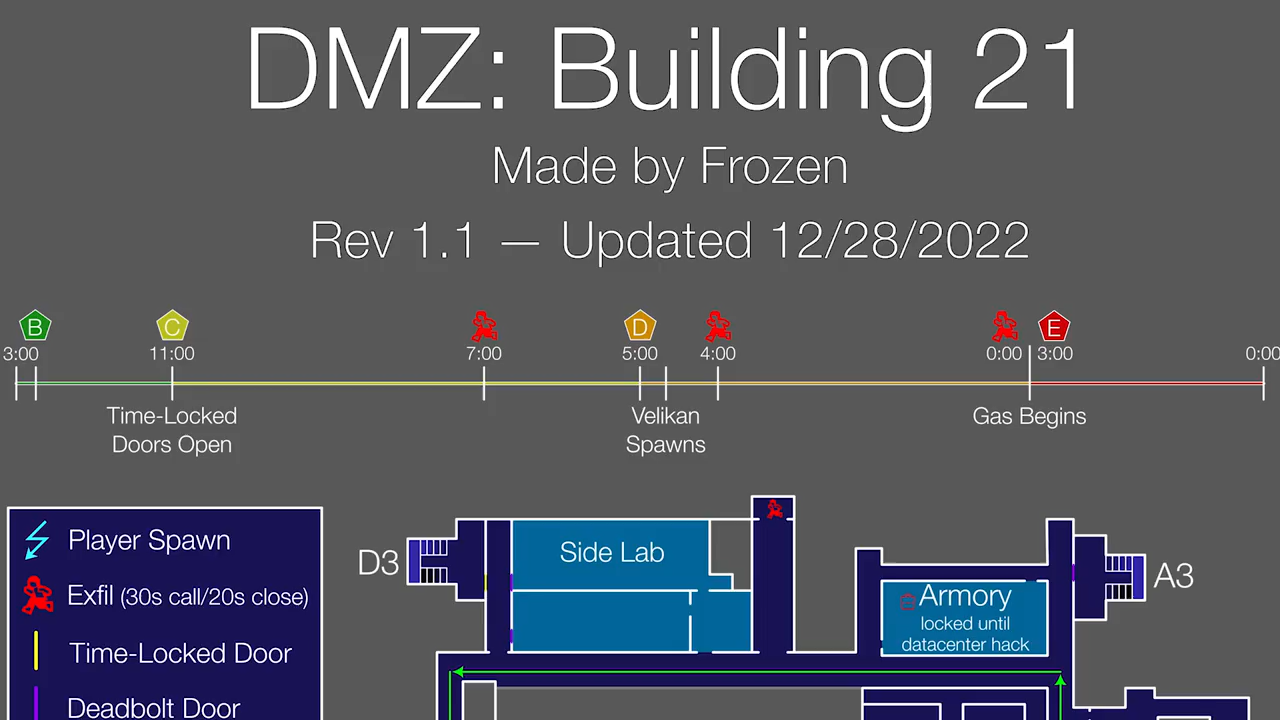 DMZ: Building 21
Made by Frozen
Rev 1.1 — Updated 12/28/2022
B C D E
3:00 11:00 7:00 5:00 4:00 0:00 3:00 0:00
Time-Locked
Doors Open
Velikan
Spawns
Gas Begins
Player Spawn
Exfil (30s call/20s close)
Time-Locked Door
Deadbolt Door
D3
Side Lab
A3
Armory
locked until
datacenter hack